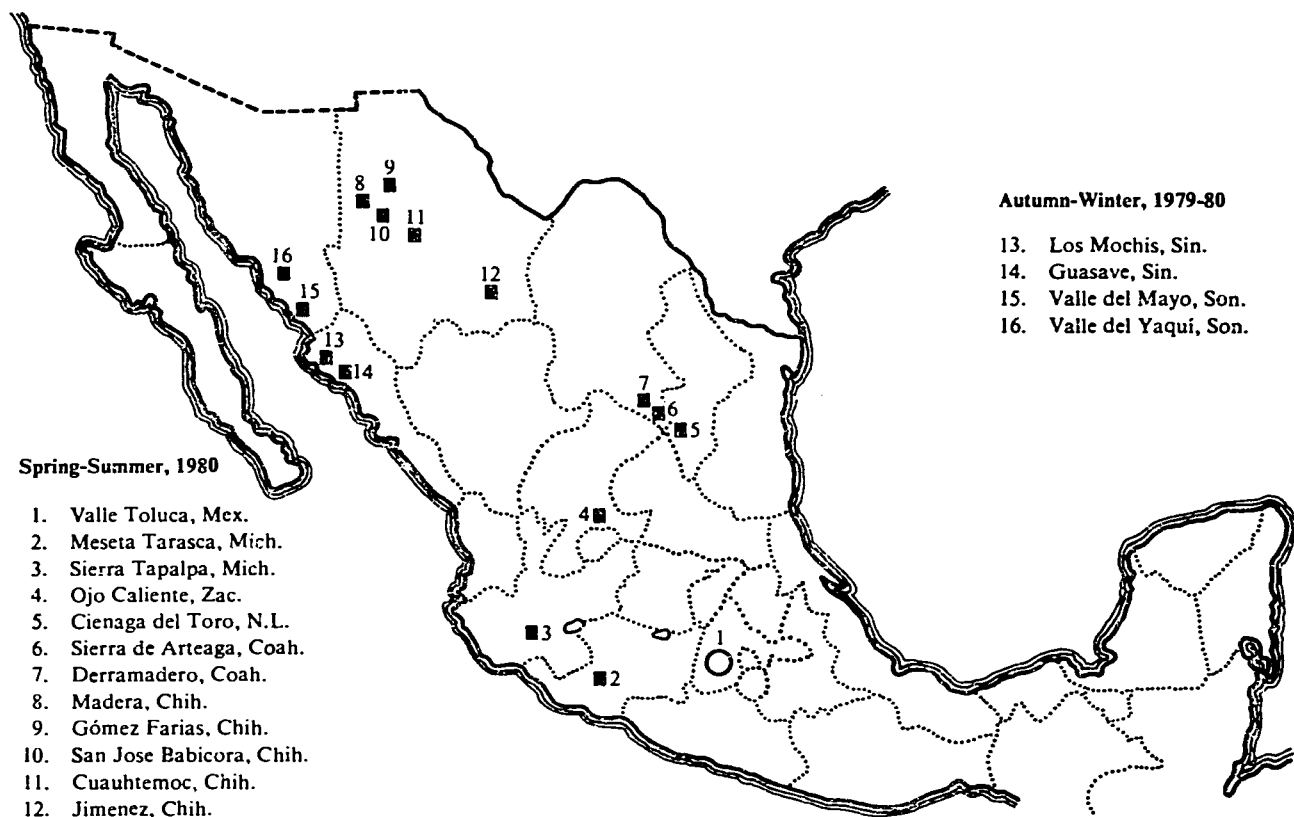 9
8
10
11
16
12
15
13
14
7
6
5
4
3
1
2
Autumn-Winter, 1979-80
13. Los Mochis, Sin.
14. Guasave, Sin.
15. Valle del Mayo, Son.
16. Valle del Yaqui, Son.
Spring-Summer, 1980
1. Valle Toluca, Mex.
2. Meseta Tarasca, Mich.
3. Sierra Tapalpa, Mich.
4. Ojo Caliente, Zac.
5. Cienaga del Toro, N.L.
6. Sierra de Arteaga, Coah.
7. Derramadero, Coah.
8. Madera, Chih.
9. Gómez Farias, Chih.
10. San Jose Babicora, Chih.
11. Cuauhtemoc, Chih.
12. Jimenez, Chih.